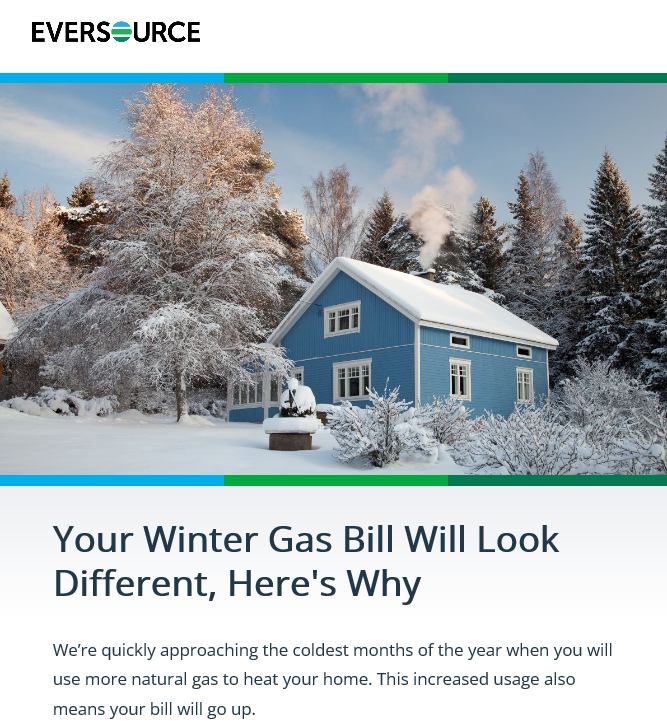 EVERSOURCE
Your Winter Gas Bill Will Look
Different, Here's Why
We’re quickly approaching the coldest months of the year when you will
use more natural gas to heat your home. This increased usage also
means your bill will go up.